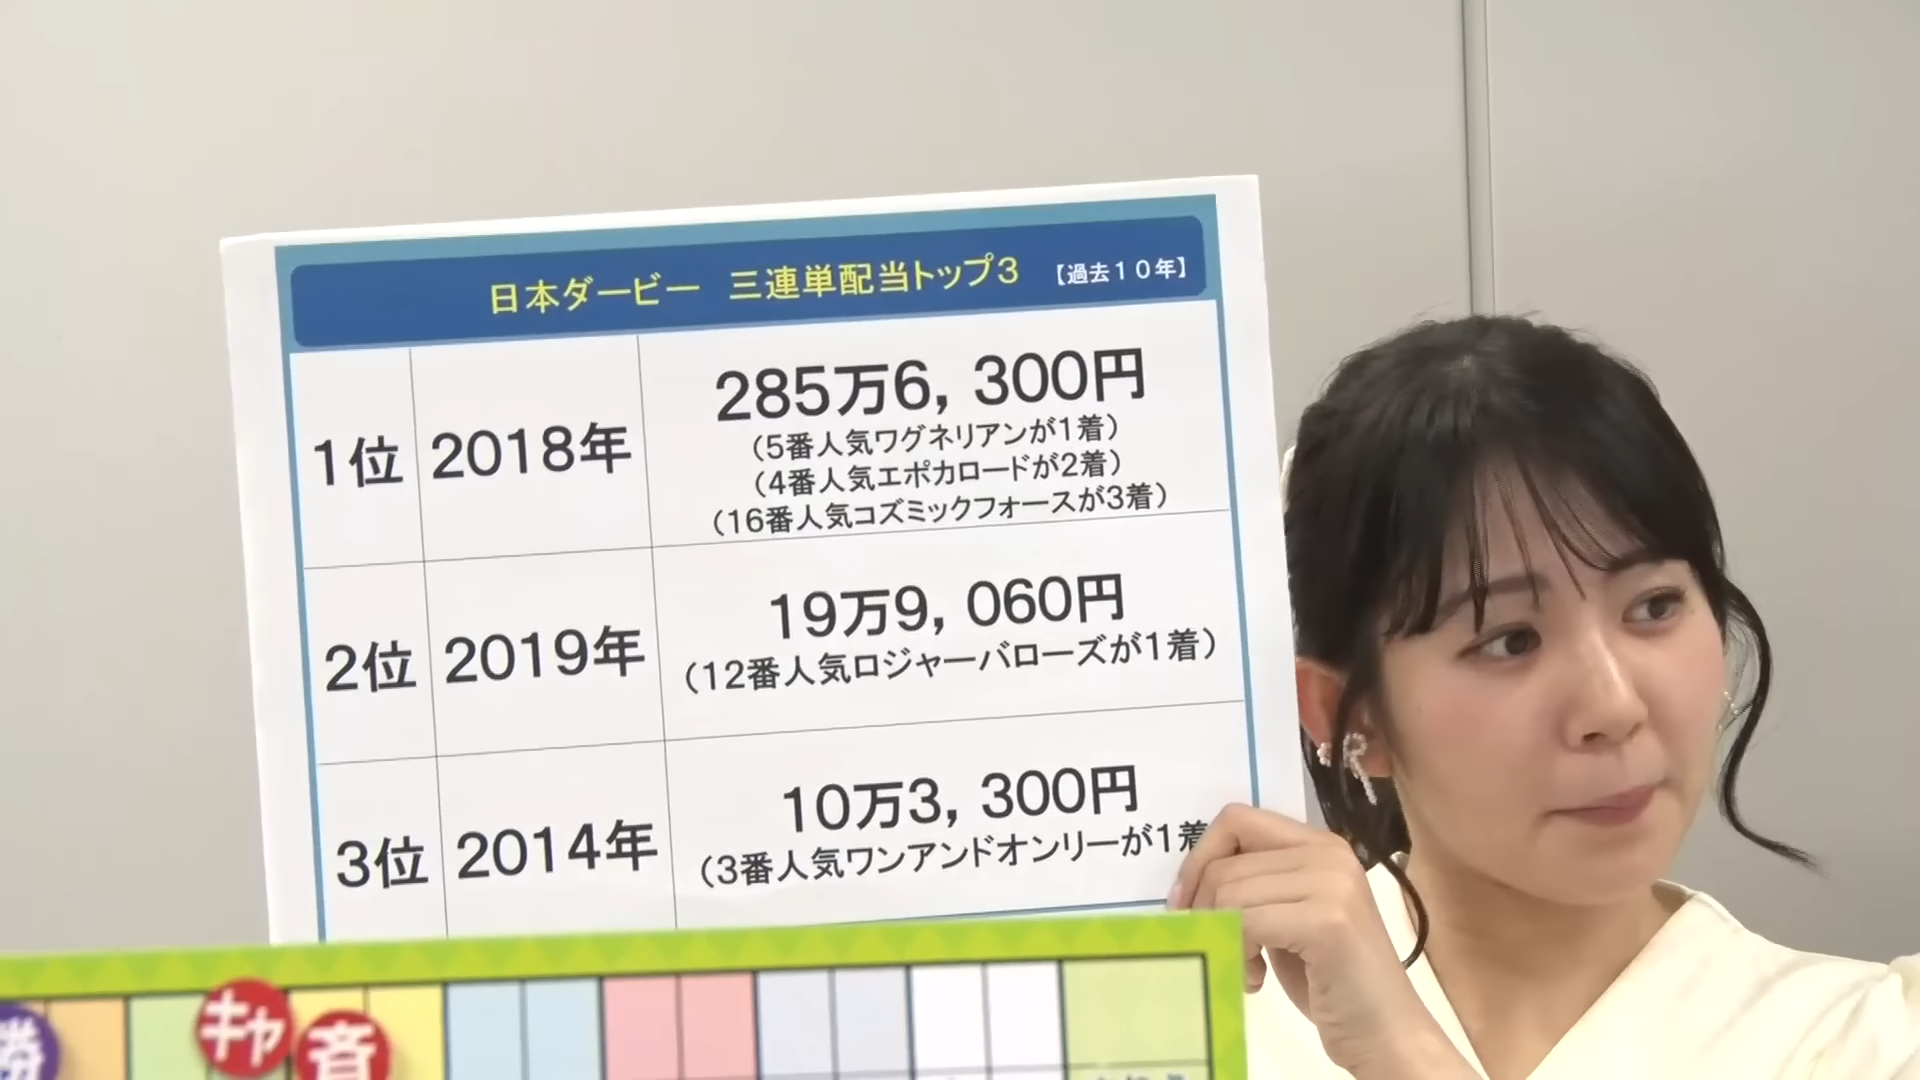 日本ダービー 三連単配当トップ3 【過去10年】
1位 2018年 285万6,300円
(5番人気ワグネリアンが1着)
(4番人気エポカロードが2着)
(16番人気コズミックフォースが3着)
2位 2019年 19万9,060円
(12番人気ロジャーバローズが1着)
3位 2014年 10万3,300円
(3番人気ワンアンドオンリーが1着
勝 キャ 音